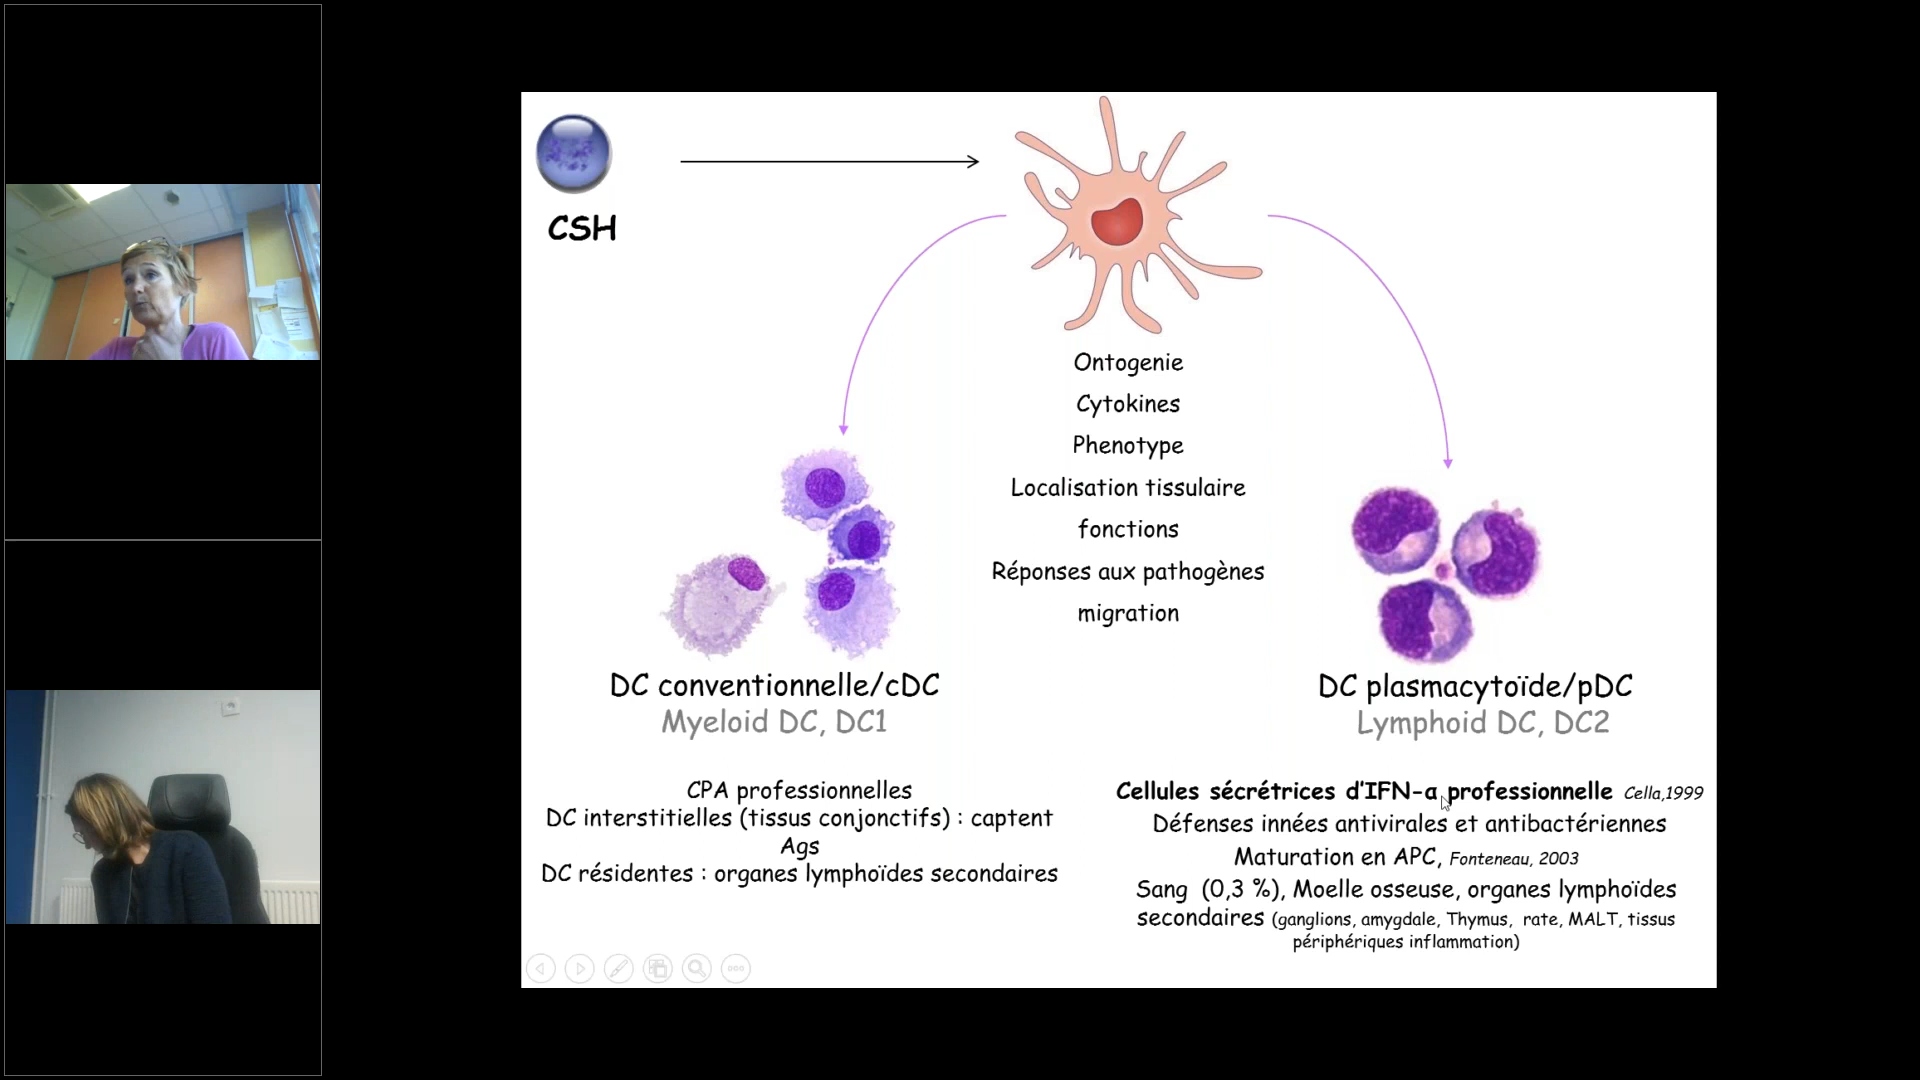 CSH
Ontogenie
Cytokines
Phenotype
Localisation tissulaire
fonctions
Réponses aux pathogènes
migration
DC conventionnelle/cDC
Myeloid DC, DC1
CPA professionnelles
DC interstitielles (tissus conjonctifs) : captent
Ags
DC résidentes : organes lymphoïdes secondaires
DC plasmacytoïde/pDC
Lymphoid DC, DC2
Cellules sécrétrices d'IFN-α professionnelle Cella,1999
Défenses innées antivirales et antibactériennes
Maturation en APC, Fonteneau, 2003
Sang (0,3 %), Moelle osseuse, organes lymphoïdes
secondaires (ganglions, amygdale, Thymus, rate, MALT, tissus
périphériques inflammation)